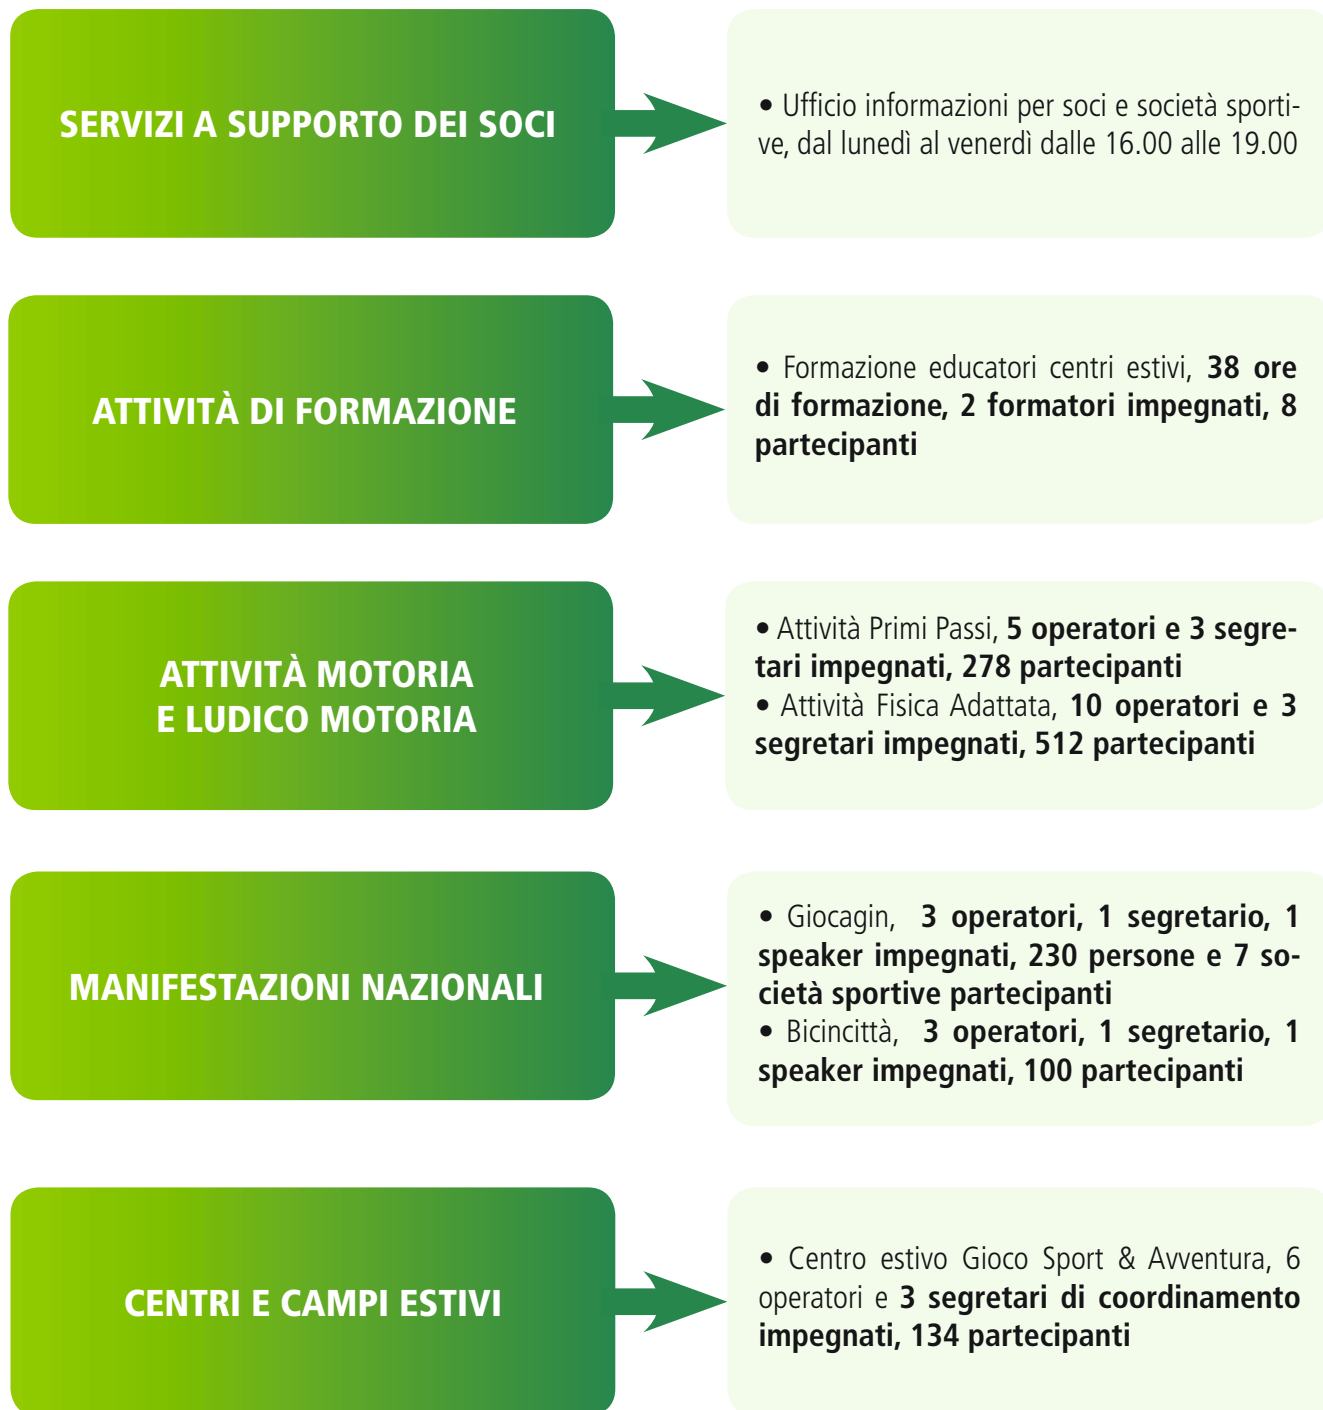 SERVIZI A SUPPORTO DEI SOCI
• Ufficio informazioni per soci e società sporti-
ve, dal lunedì al venerdì dalle 16.00 alle 19.00
ATTIVITÀ DI FORMAZIONE
• Formazione educatori centri estivi, 38 ore
di formazione, 2 formatori impegnati, 8
partecipanti
ATTIVITÀ MOTORIA
E LUDICO MOTORIA
• Attività Primi Passi, 5 operatori e 3 segre-
tari impegnati, 278 partecipanti
• Attività Fisica Adattata, 10 operatori e 3
segretari impegnati, 512 partecipanti
MANIFESTAZIONI NAZIONALI
• Giocagin, 3 operatori, 1 segretario, 1
speaker impegnati, 230 persone e 7 so-
cietà sportive partecipanti
• Bicincittà, 3 operatori, 1 segretario, 1
speaker impegnati, 100 partecipanti
CENTRI E CAMPI ESTIVI
• Centro estivo Gioco Sport & Avventura, 6
operatori e 3 segretari di coordinamento
impegnati, 134 partecipanti